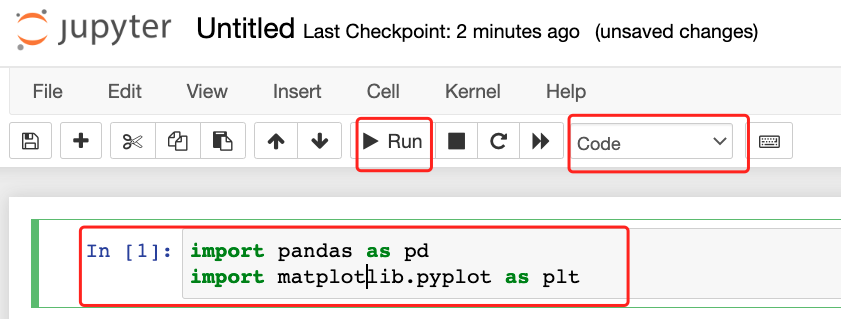 jupyter Untitled Last Checkpoint: 2 minutes ago (unsaved changes)
File Edit View Insert Cell Kernel Help
Run Code
In [1]: import pandas as pd
import matplotlib.pyplot as plt